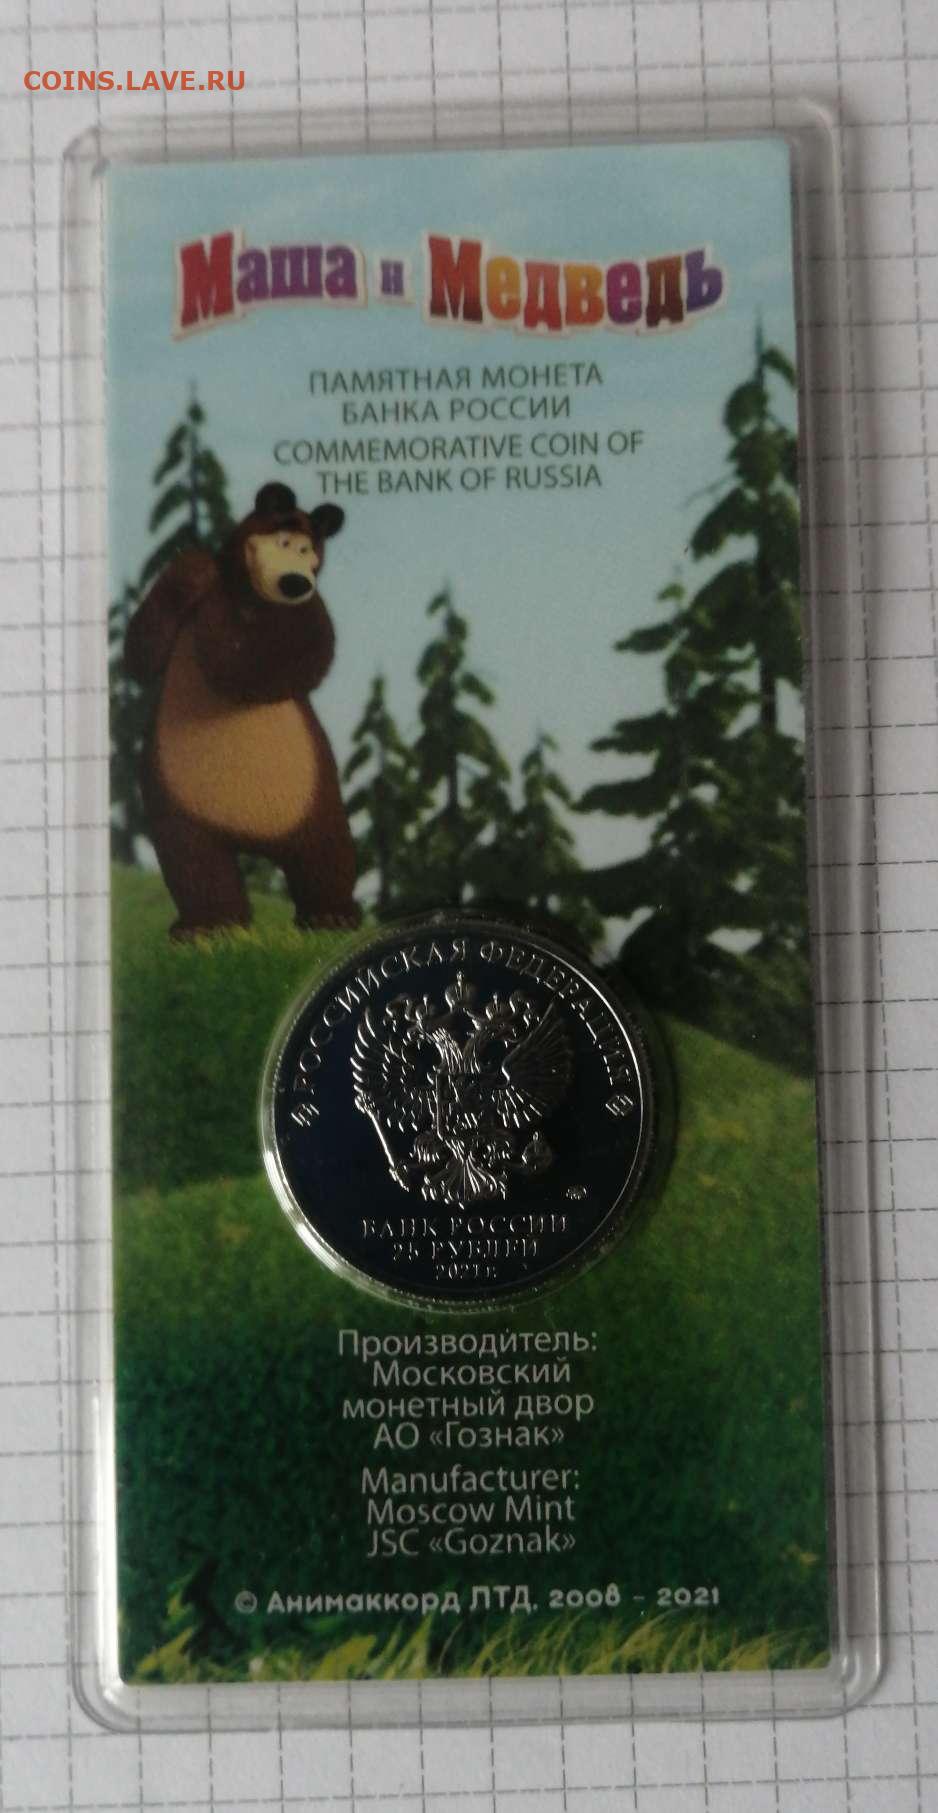 COINS.LAVE.RU
Маша и Медведь
ПАМЯТНАЯ МОНЕТА
БАНКА РОССИИ
COMMEMORATIVE COIN OF
THE BANK OF RUSSIA
РОССИЙСКАЯ ФЕДЕРАЦИЯ
БАНК РОССИИ
25 РУБЛЕЙ
2021 г.
Производитель:
Московский
монетный двор
АО «Гознак»
Manufacturer:
Moscow Mint
JSC «Goznak»
© Анимаккорд ЛТД, 2008 - 2021